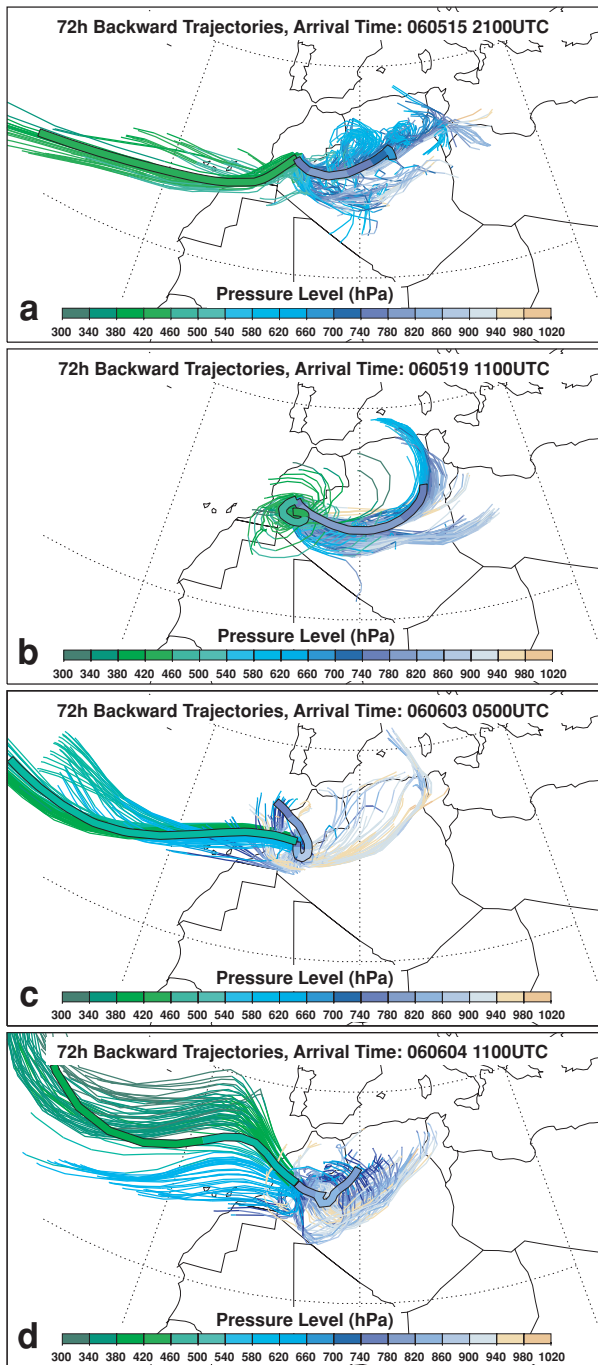 72h Backward Trajectories, Arrival Time: 060515 2100UTC
Pressure Level (hPa)
a
300 340 380 420 460 500 540 580 620 660 700 740 780 820 860 900 940 980 1020
72h Backward Trajectories, Arrival Time: 060519 1100UTC
Pressure Level (hPa)
b
300 340 380 420 460 500 540 580 620 660 700 740 780 820 860 900 940 980 1020
72h Backward Trajectories, Arrival Time: 060603 0500UTC
Pressure Level (hPa)
c
300 340 380 420 460 500 540 580 620 660 700 740 780 820 860 900 940 980 1020
72h Backward Trajectories, Arrival Time: 060604 1100UTC
Pressure Level (hPa)
d
300 340 380 420 460 500 540 580 620 660 700 740 780 820 860 900 940 980 1020